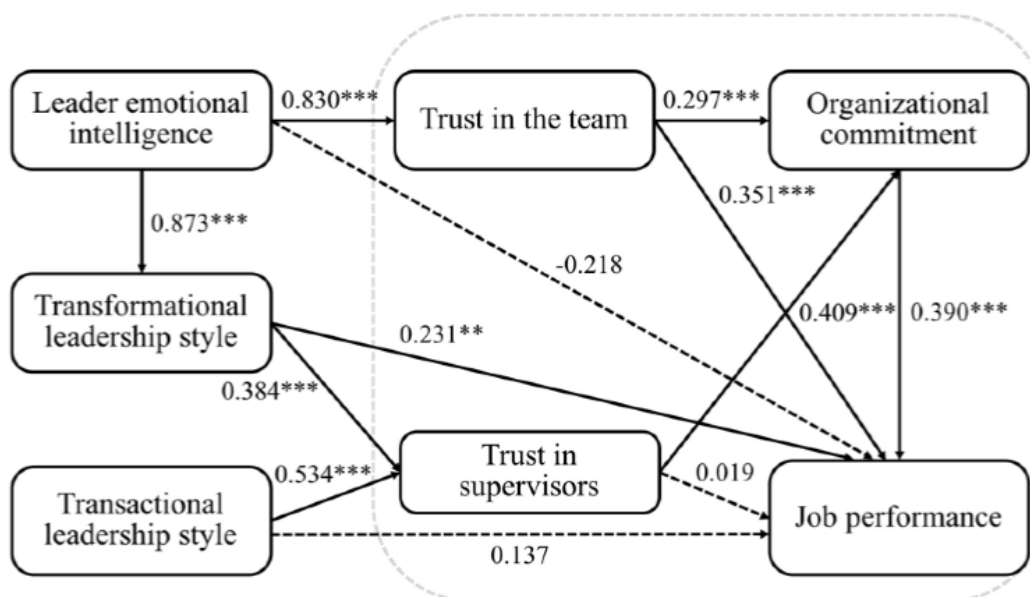 Leader emotional
intelligence
0.830***
Trust in the team
0.297***
Organizational
commitment
0.873***
0.351***
-0.218
Transformational
leadership style
0.231**
0.409***
0.390***
0.384***
Trust in
supervisors
0.534***
0.019
Transactional
leadership style
0.137
Job performance